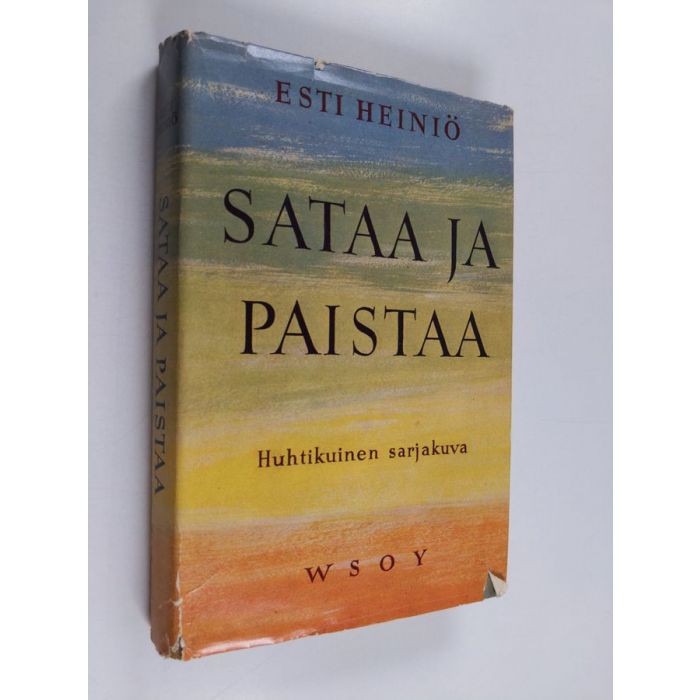 ESTI HEINIÖ
SATAA JA
PAISTAA
Huhtikuinen sarjakuva
WSOY
SATAA JA PAISTAA